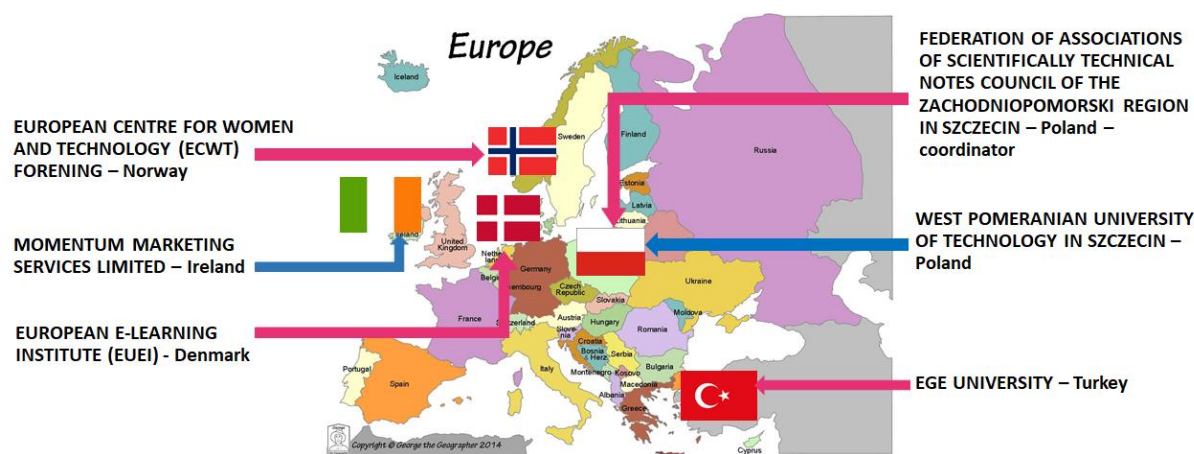 Europe
FEDERATION OF ASSOCIATIONS
OF SCIENTIFICALLY TECHNICAL
NOTES COUNCIL OF THE
ZACHODNIOPOMORSKI REGION
IN SZCZECIN – Poland –
coordinator
EUROPEAN CENTRE FOR WOMEN
AND TECHNOLOGY (ECWT)
FORENING – Norway
MOMENTUM MARKETING
SERVICES LIMITED – Ireland
EUROPEAN E-LEARNING
INSTITUTE (EUEI) - Denmark
WEST POMERANIAN UNIVERSITY
OF TECHNOLOGY IN SZCZECIN –
Poland
EGE UNIVERSITY – Turkey
Iceland
Sweden
Finland
Russia
Estonia
Latvia
Lithuania
Ireland
United
Kingdom
Germany
Czech
Republic
Ukraine
Slovakia
Moldova
France
Austria
Hungary
Romania
Slove-
nia
Croatia
Bosnia
& Herz.
Serbia
Bulgaria
Montenegro
Kosovo
Macedonia
Albania
Italy
Greece
Portugal
Spain
Cyprus
Copyright © George the Geographer 2014